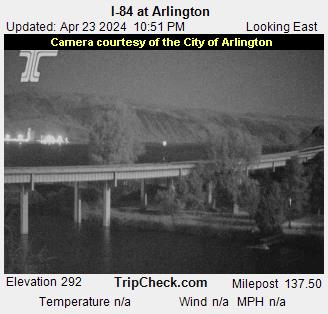 I-84 at Arlington
Updated: Apr 23 2024 10:51 PM Looking East
Camera courtesy of the City of Arlington
Elevation 292 TripCheck.com Milepost 137.50
Temperature n/a Wind n/a MPH n/a